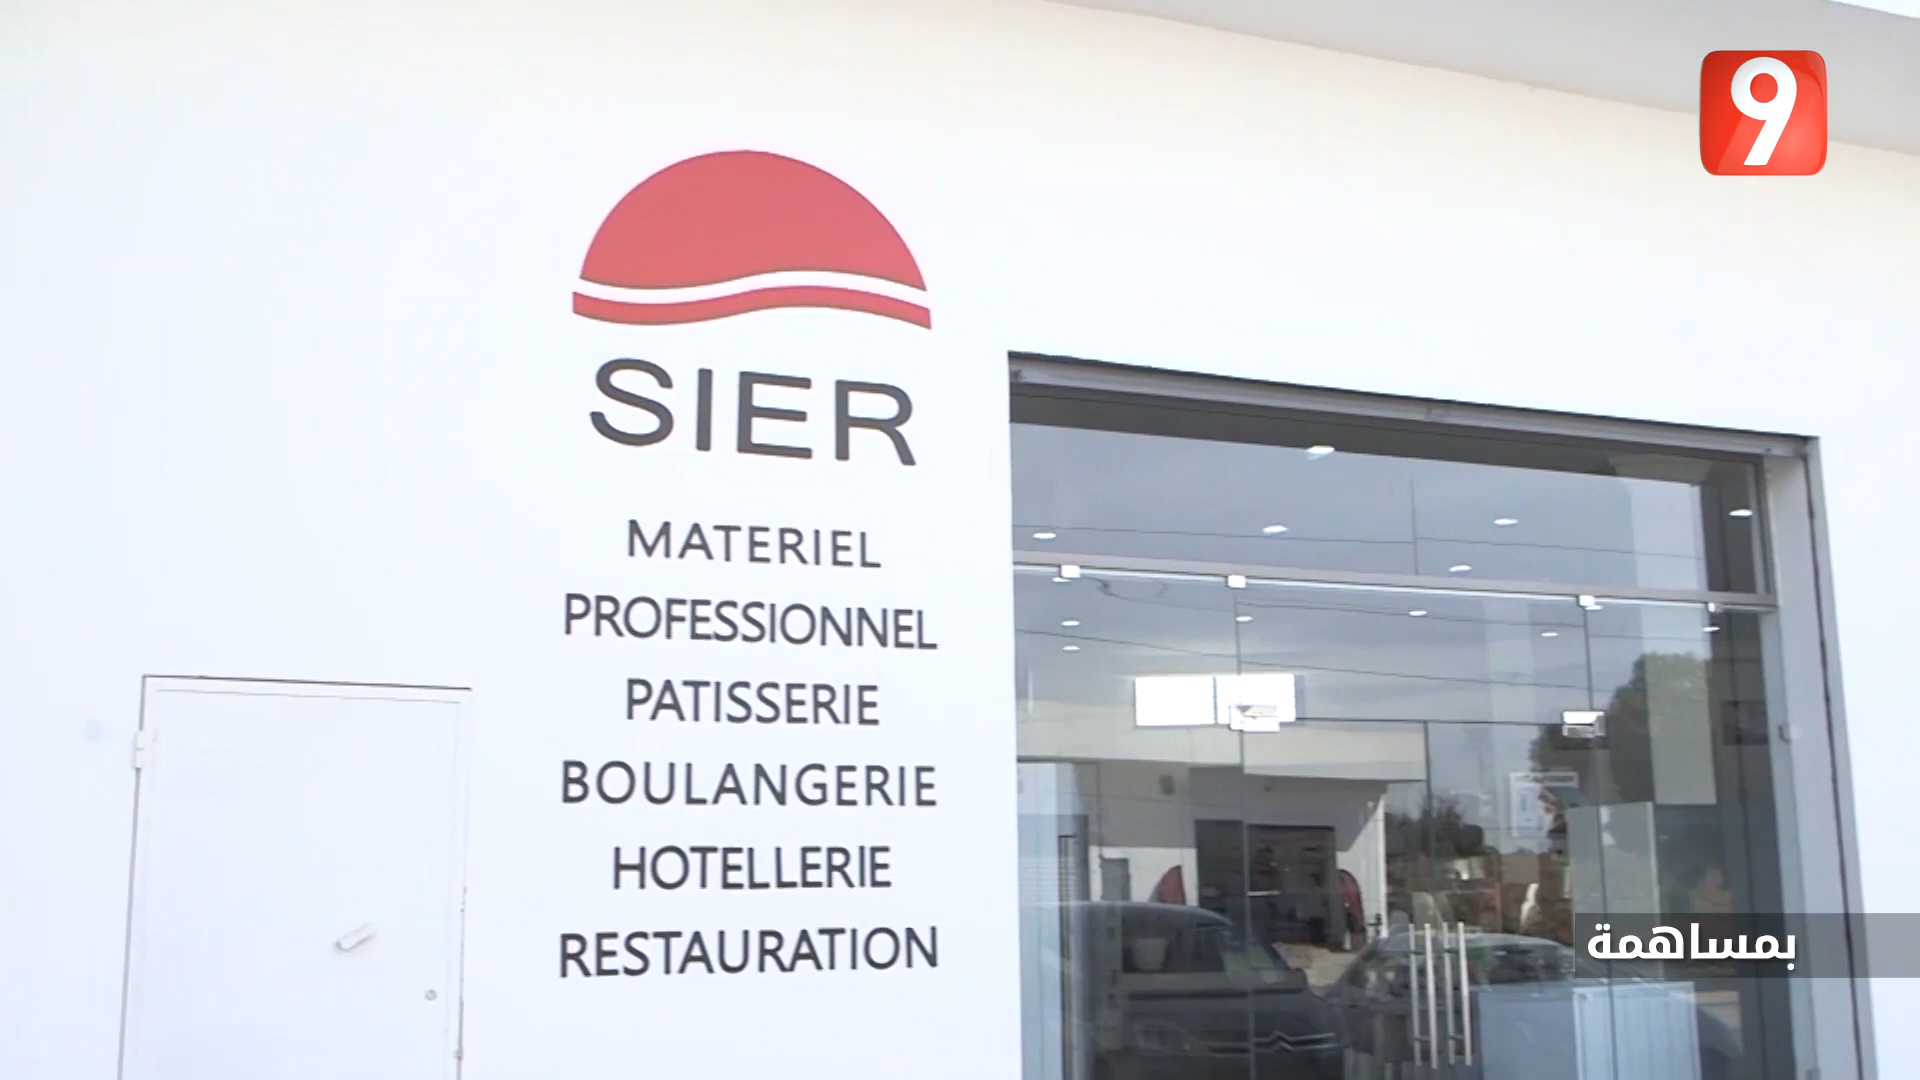 9
SIER
MATERIEL
PROFESSIONNEL
PATISSERIE
BOULANGERIE
HOTELLERIE
RESTAURATION
بمساهمة